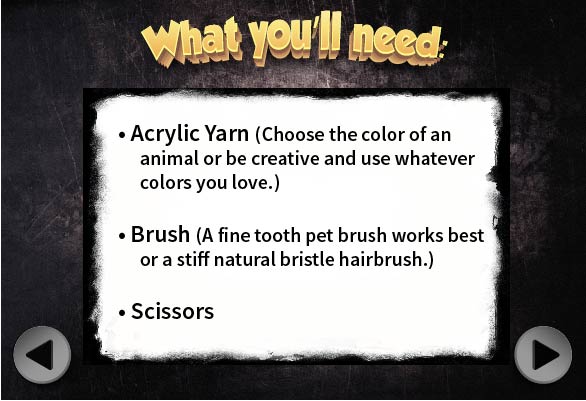 What you'll need:
• Acrylic Yarn (Choose the color of an
animal or be creative and use whatever
colors you love.)
• Brush (A fine tooth pet brush works best
or a stiff natural bristle hairbrush.)
• Scissors